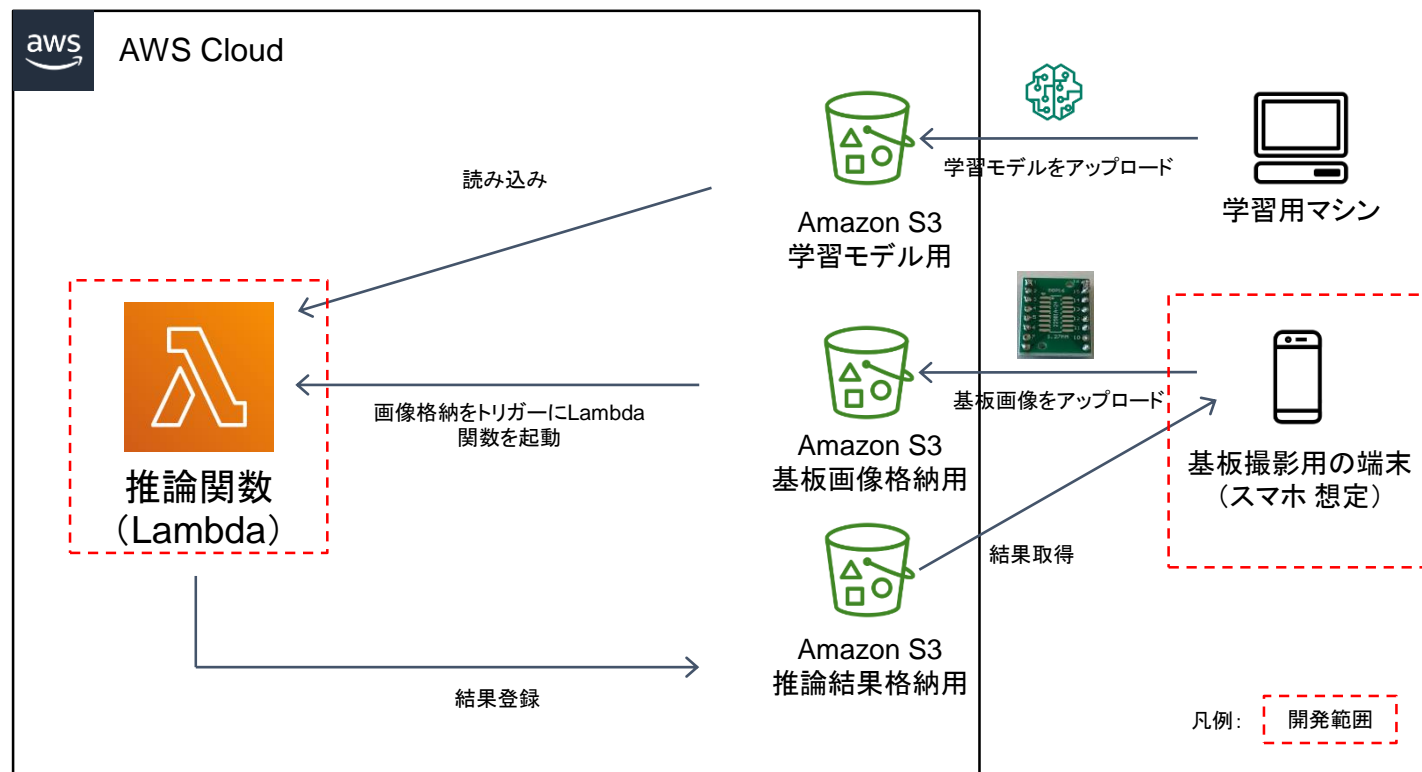 aws
AWS Cloud
学習モデルをアップロード
学習用マシン
読み込み
Amazon S3
学習モデル用
基板画像をアップロード
画像格納をトリガーにLambda
関数を起動
Amazon S3
基板画像格納用
基板撮影用の端末
（スマホ 想定）
推論関数
（Lambda）
結果取得
Amazon S3
推論結果格納用
結果登録
凡例：
開発範囲